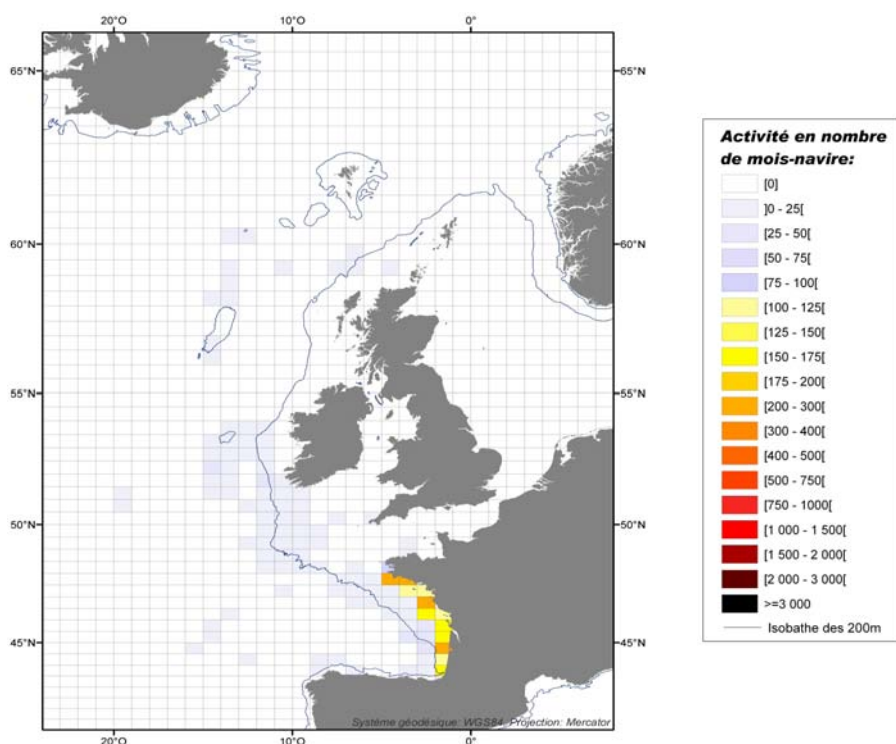 20°O 10°O 0°
65°N 65°N
60°N 60°N
55°N 55°N
50°N 50°N
45°N 45°N
Système géodésique: WGS84, Projection: Mercator
20°O 10°O 0°
Activité en nombre
de mois-navire:
[0]
]0 - 25[
[25 - 50[
[50 - 75[
[75 - 100[
[100 - 125[
[125 - 150[
[150 - 175[
[175 - 200[
[200 - 300[
[300 - 400[
[400 - 500[
[500 - 750[
[750 - 1000[
[1 000 - 1 500[
[1 500 - 2 000[
[2 000 - 3 000[
>=3 000
Isobathe des 200m